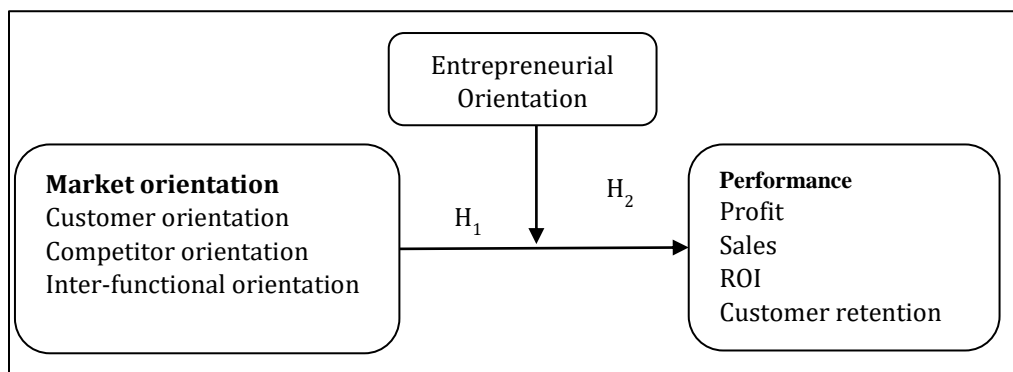 Entrepreneurial
Orientation
Market orientation
Customer orientation
Competitor orientation
Inter-functional orientation
H1
H2
Performance
Profit
Sales
ROI
Customer retention